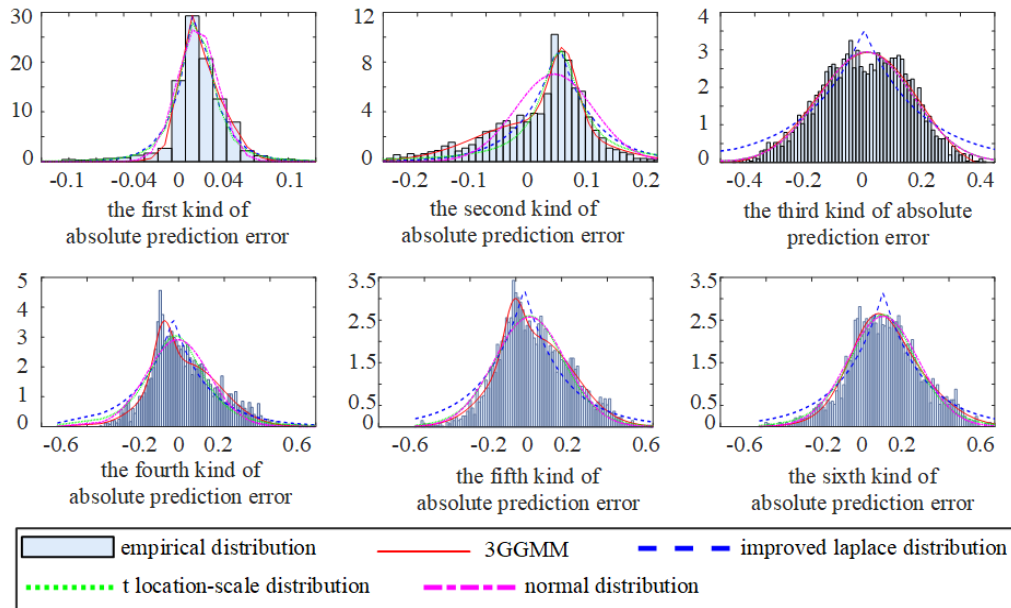 30
20
10
0
-0.1 -0.04 0 0.04 0.1
the first kind of
absolute prediction error
12
8
4
0
-0.2 -0.1 0 0.1 0.2
the second kind of
absolute prediction error
4
3
2
1
0
-0.4 -0.2 0 0.2 0.4
the third kind of absolute
prediction error
5
4
3
2
1
0
-0.6 -0.2 0 0.2 0.6
the fourth kind of
absolute prediction error
3.5
2.5
1.5
0.5
0
-0.6 -0.2 0 0.2 0.6
the fifth kind of
absolute prediction error
3.5
2.5
1.5
0.5
0
-0.6 -0.2 0 0.2 0.6
the sixth kind of
absolute prediction error
empirical distribution 3GGMM improved laplace distribution
t location-scale distribution normal distribution